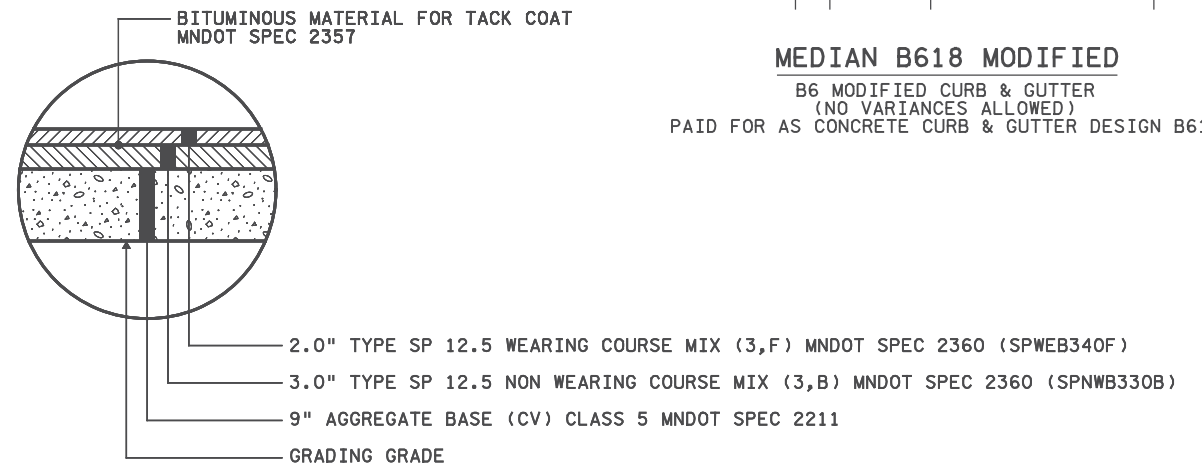 BITUMINOUS MATERIAL FOR TACK COAT
MNDOT SPEC 2357
MEDIAN B618 MODIFIED
B6 MODIFIED CURB & GUTTER
(NO VARIANCES ALLOWED)
PAID FOR AS CONCRETE CURB & GUTTER DESIGN
2.0" TYPE SP 12.5 WEARING COURSE MIX (3,F) MNDOT SPEC 2360 (SPWEB340F)
3.0" TYPE SP 12.5 NON WEARING COURSE MIX (3,B) MNDOT SPEC 2360 (SPNWB330B)
9" AGGREGATE BASE (CV) CLASS 5 MNDOT SPEC 2211
GRADING GRADE